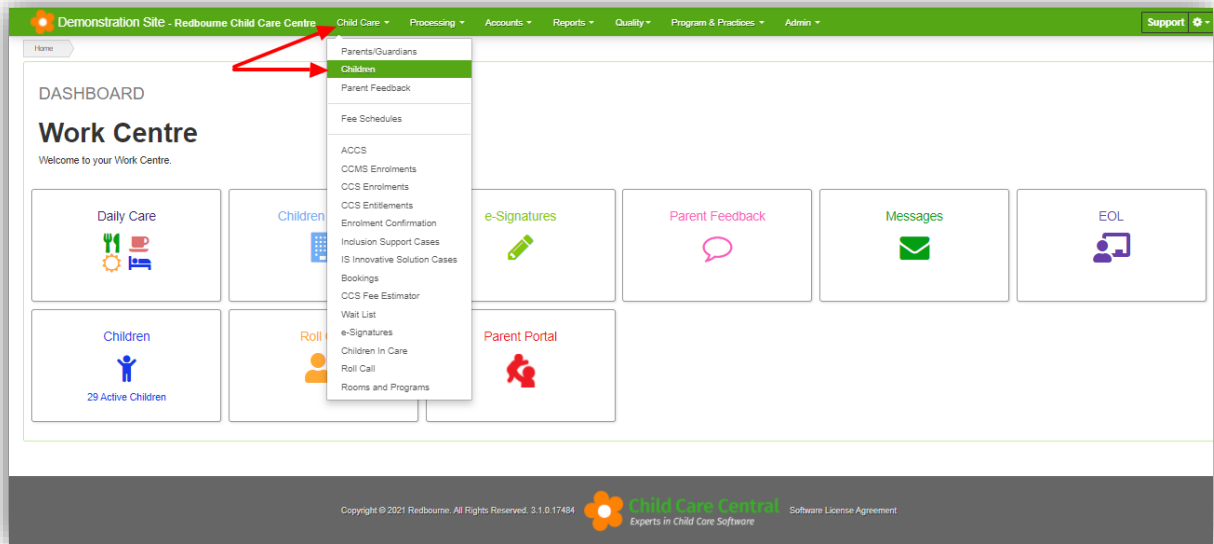 Demonstration Site - Redbourne Child Care Centre Child Care Processing Accounts Reports Quality Program & Practices Admin Support
Home
Parents/Guardians
Children
Parent Feedback
Fee Schedules
ACCS
CCMS Enrolments
CCS Enrolments
CCS Entitlements
Enrolment Confirmation
Inclusion Support Cases
IS Innovative Solution Cases
Bookings
CCS Fee Estimator
Wait List
e-Signatures
Children In Care
Roll Call
Rooms and Programs
DASHBOARD
Work Centre
Welcome to your Work Centre.
Daily Care
Children
e-Signatures
Parent Feedback
Messages
EOL
Children
29 Active Children
Roll
Parent Portal
Copyright © 2021 Redbourne. All Rights Reserved. 3.1.0.17484
Child Care Central
Experts in Child Care Software
Software License Agreement